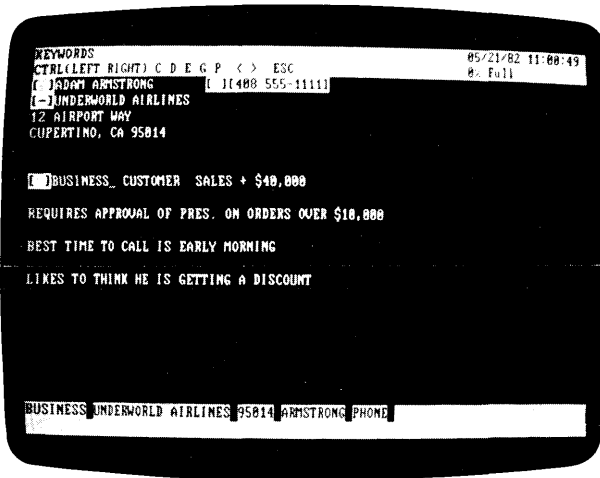 KEYWORDS 05/21/82 11:00:49
CTRL(LEFT RIGHT) C D E G P < > ESC 0% Full
[ ]ADAM ARMSTRONG [ ][408 555-1111]
[-]UNDERWORLD AIRLINES
12 AIRPORT WAY
CUPERTINO, CA 95014
[ ]BUSINESS_ CUSTOMER SALES + $40,000
REQUIRES APPROVAL OF PRES. ON ORDERS OVER $10,000
BEST TIME TO CALL IS EARLY MORNING
LIKES TO THINK HE IS GETTING A DISCOUNT
BUSINESS UNDERWORLD AIRLINES 95014 ARMSTRONG PHONE